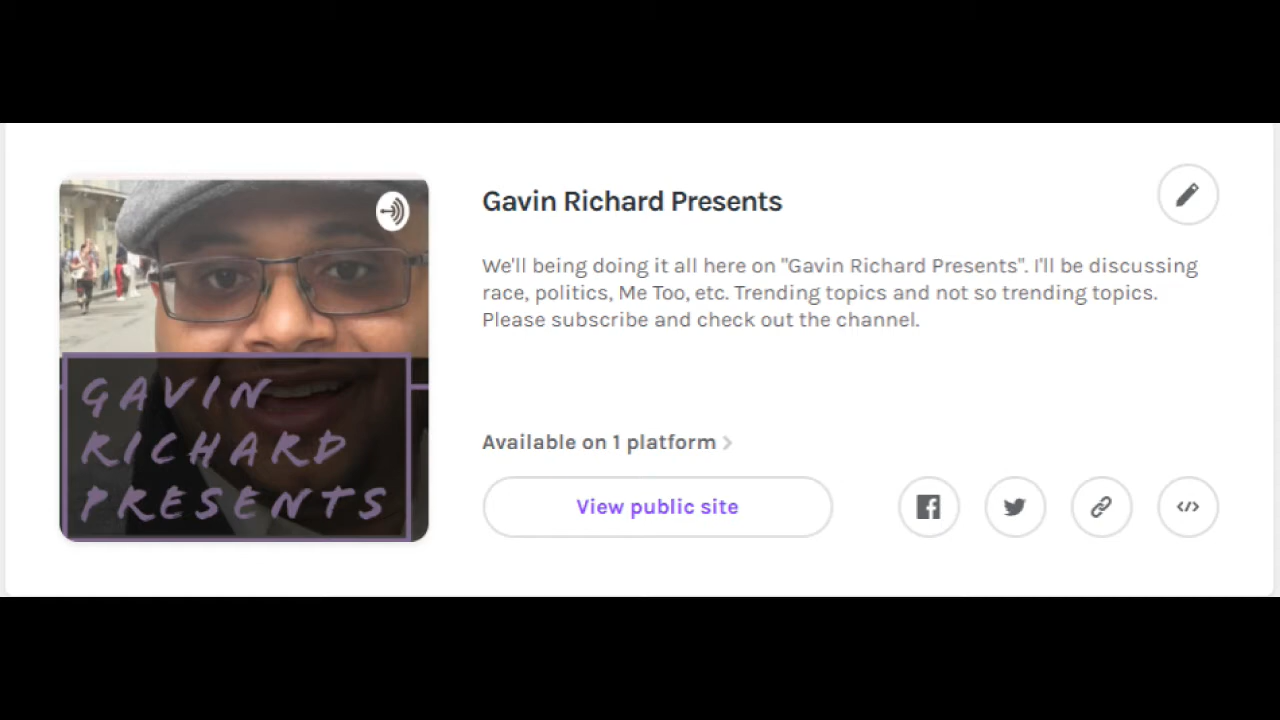 GAVIN
RICHARD
PRESENTS
Gavin Richard Presents
We'll being doing it all here on "Gavin Richard Presents". I'll be discussing
race, politics, Me Too, etc. Trending topics and not so trending topics.
Please subscribe and check out the channel.
Available on 1 platform
View public site